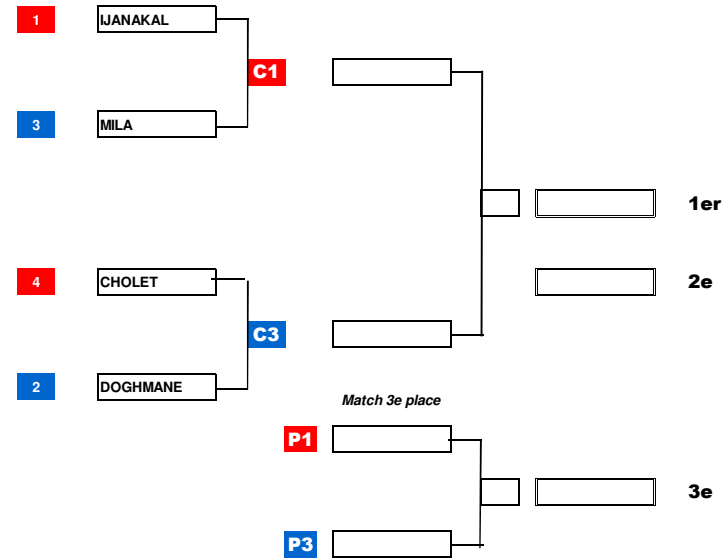 1 IJANAKAL
C1
3 MILA
1er
4 CHOLET
2e
C3
2 DOGHMANE
Match 3e place
P1
3e
P3